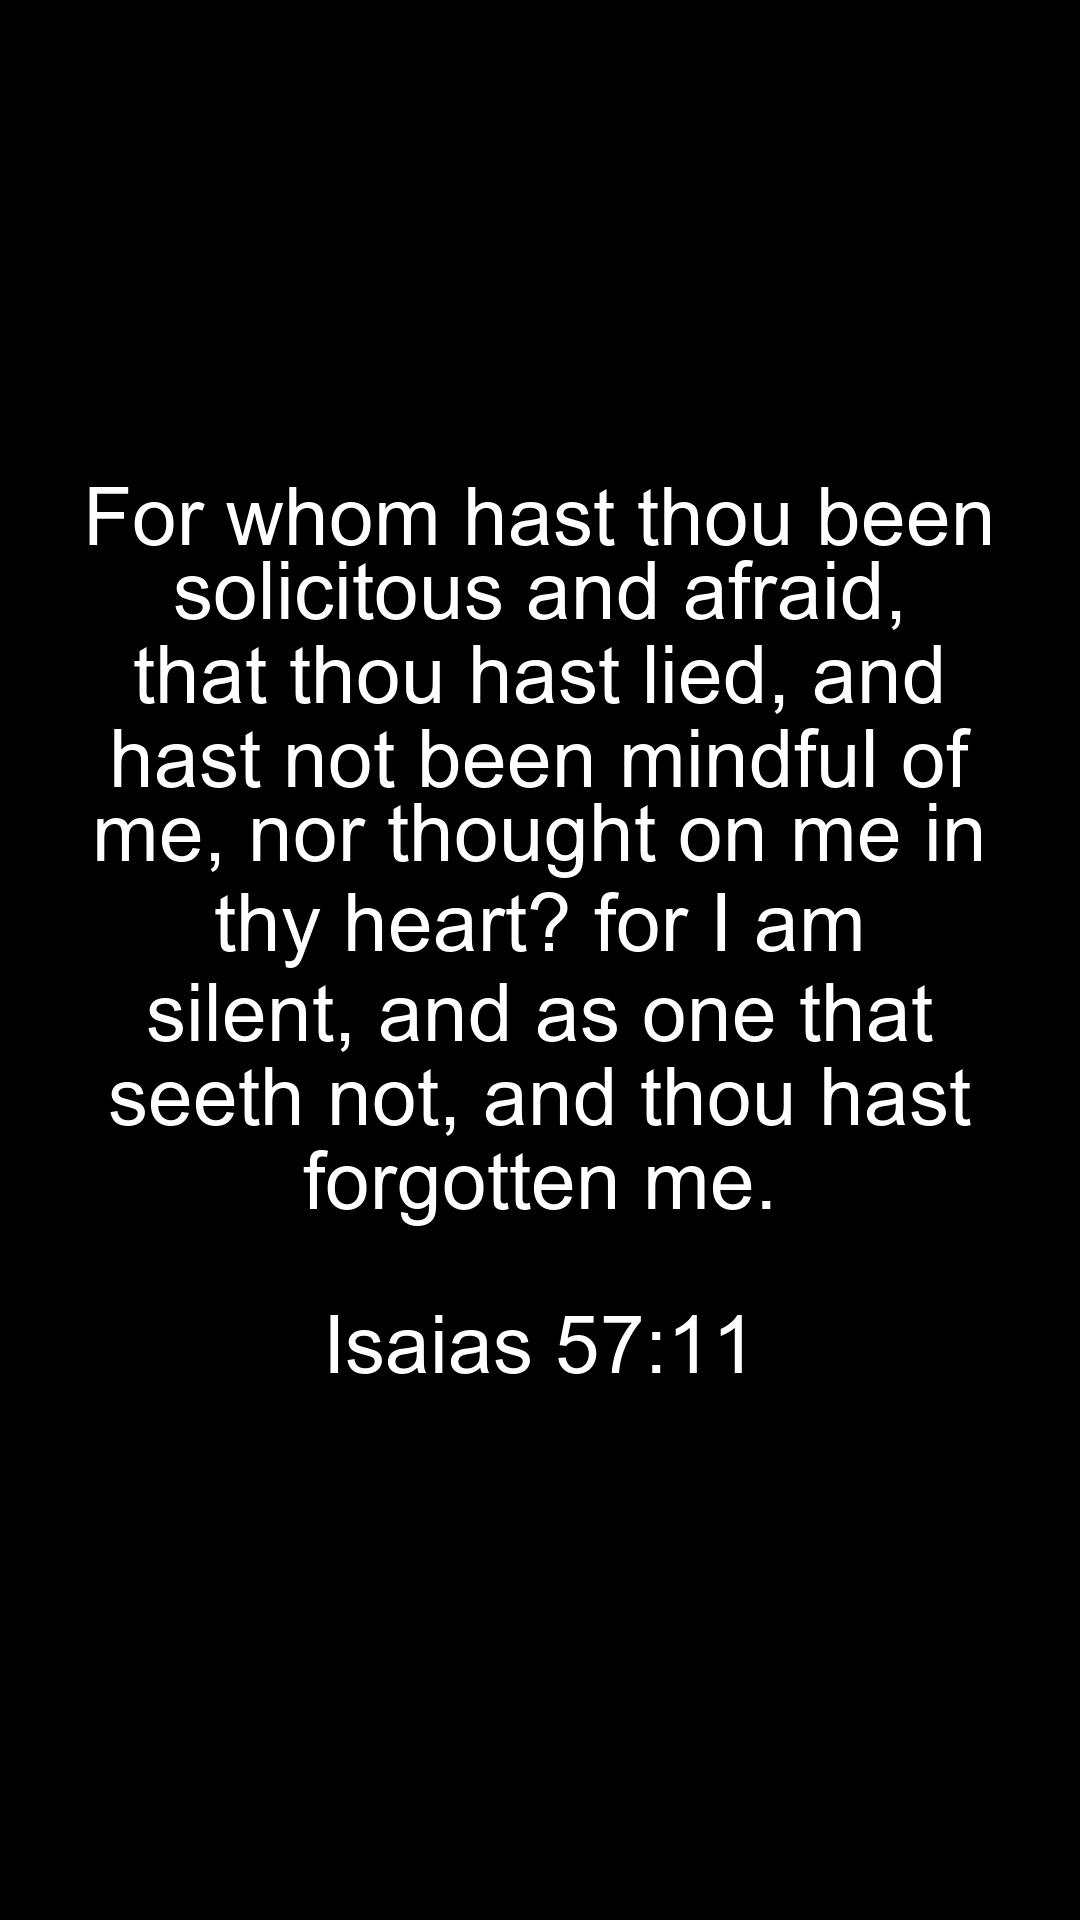 For whom hast thou been
solicitous and afraid,
that thou hast lied, and
hast not been mindful of
me, nor thought on me in
thy heart? for I am
silent, and as one that
seeth not, and thou hast
forgotten me.
Isaias 57:11